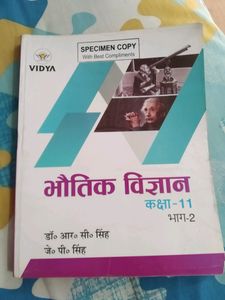 SPECIMEN COPY
With Best Compliments
VIDYA
भौतिक विज्ञान
कक्षा -11
भाग-2
डॉ० आर० सी० सिंह
जे० पी० सिंह